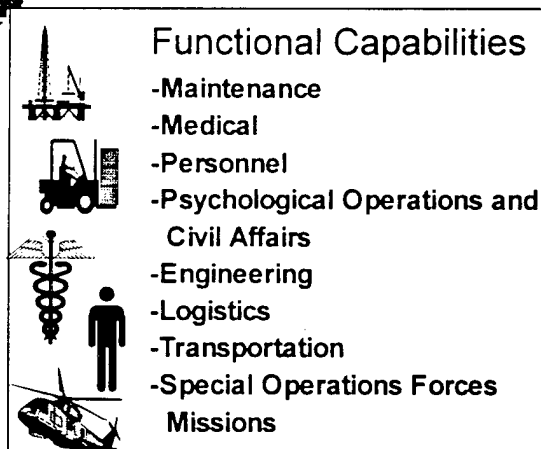 Functional Capabilities
-Maintenance
-Medical
-Personnel
-Psychological Operations and
Civil Affairs
-Engineering
-Logistics
-Transportation
-Special Operations Forces
Missions